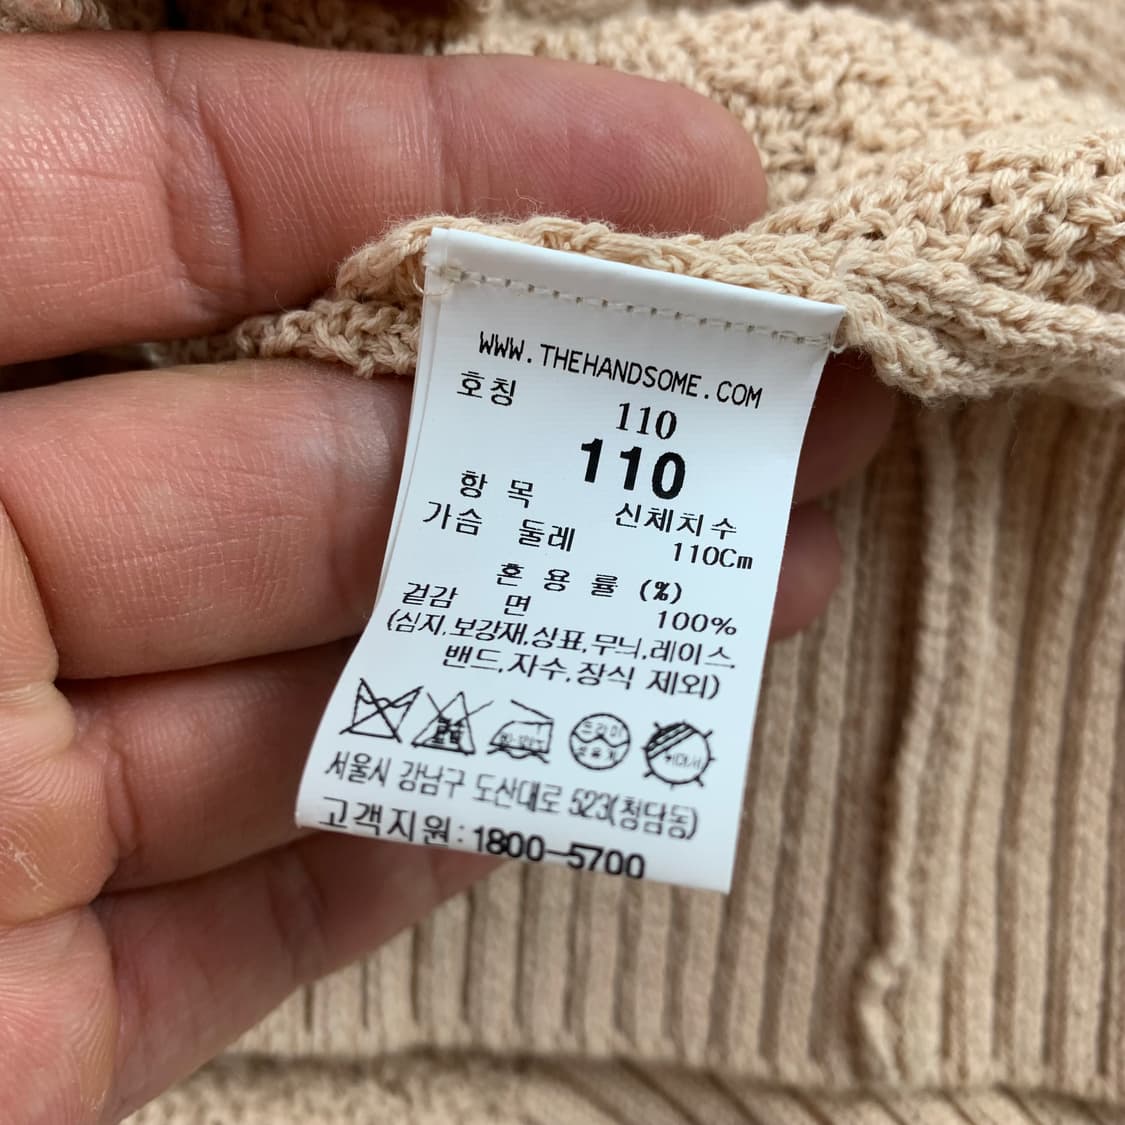 WWW.THEHANDSOME.COM
호칭 110
110
항 목 신체치수
가슴 둘레 110Cm
혼 용 률 (%)
겉감 면 100%
(심지,보강재,상표,무늬,레이스,
밴드,자수,장식 제외)
드라이
서울시 강남구 도산대로 523(청담동)
고객지원:1800-5700